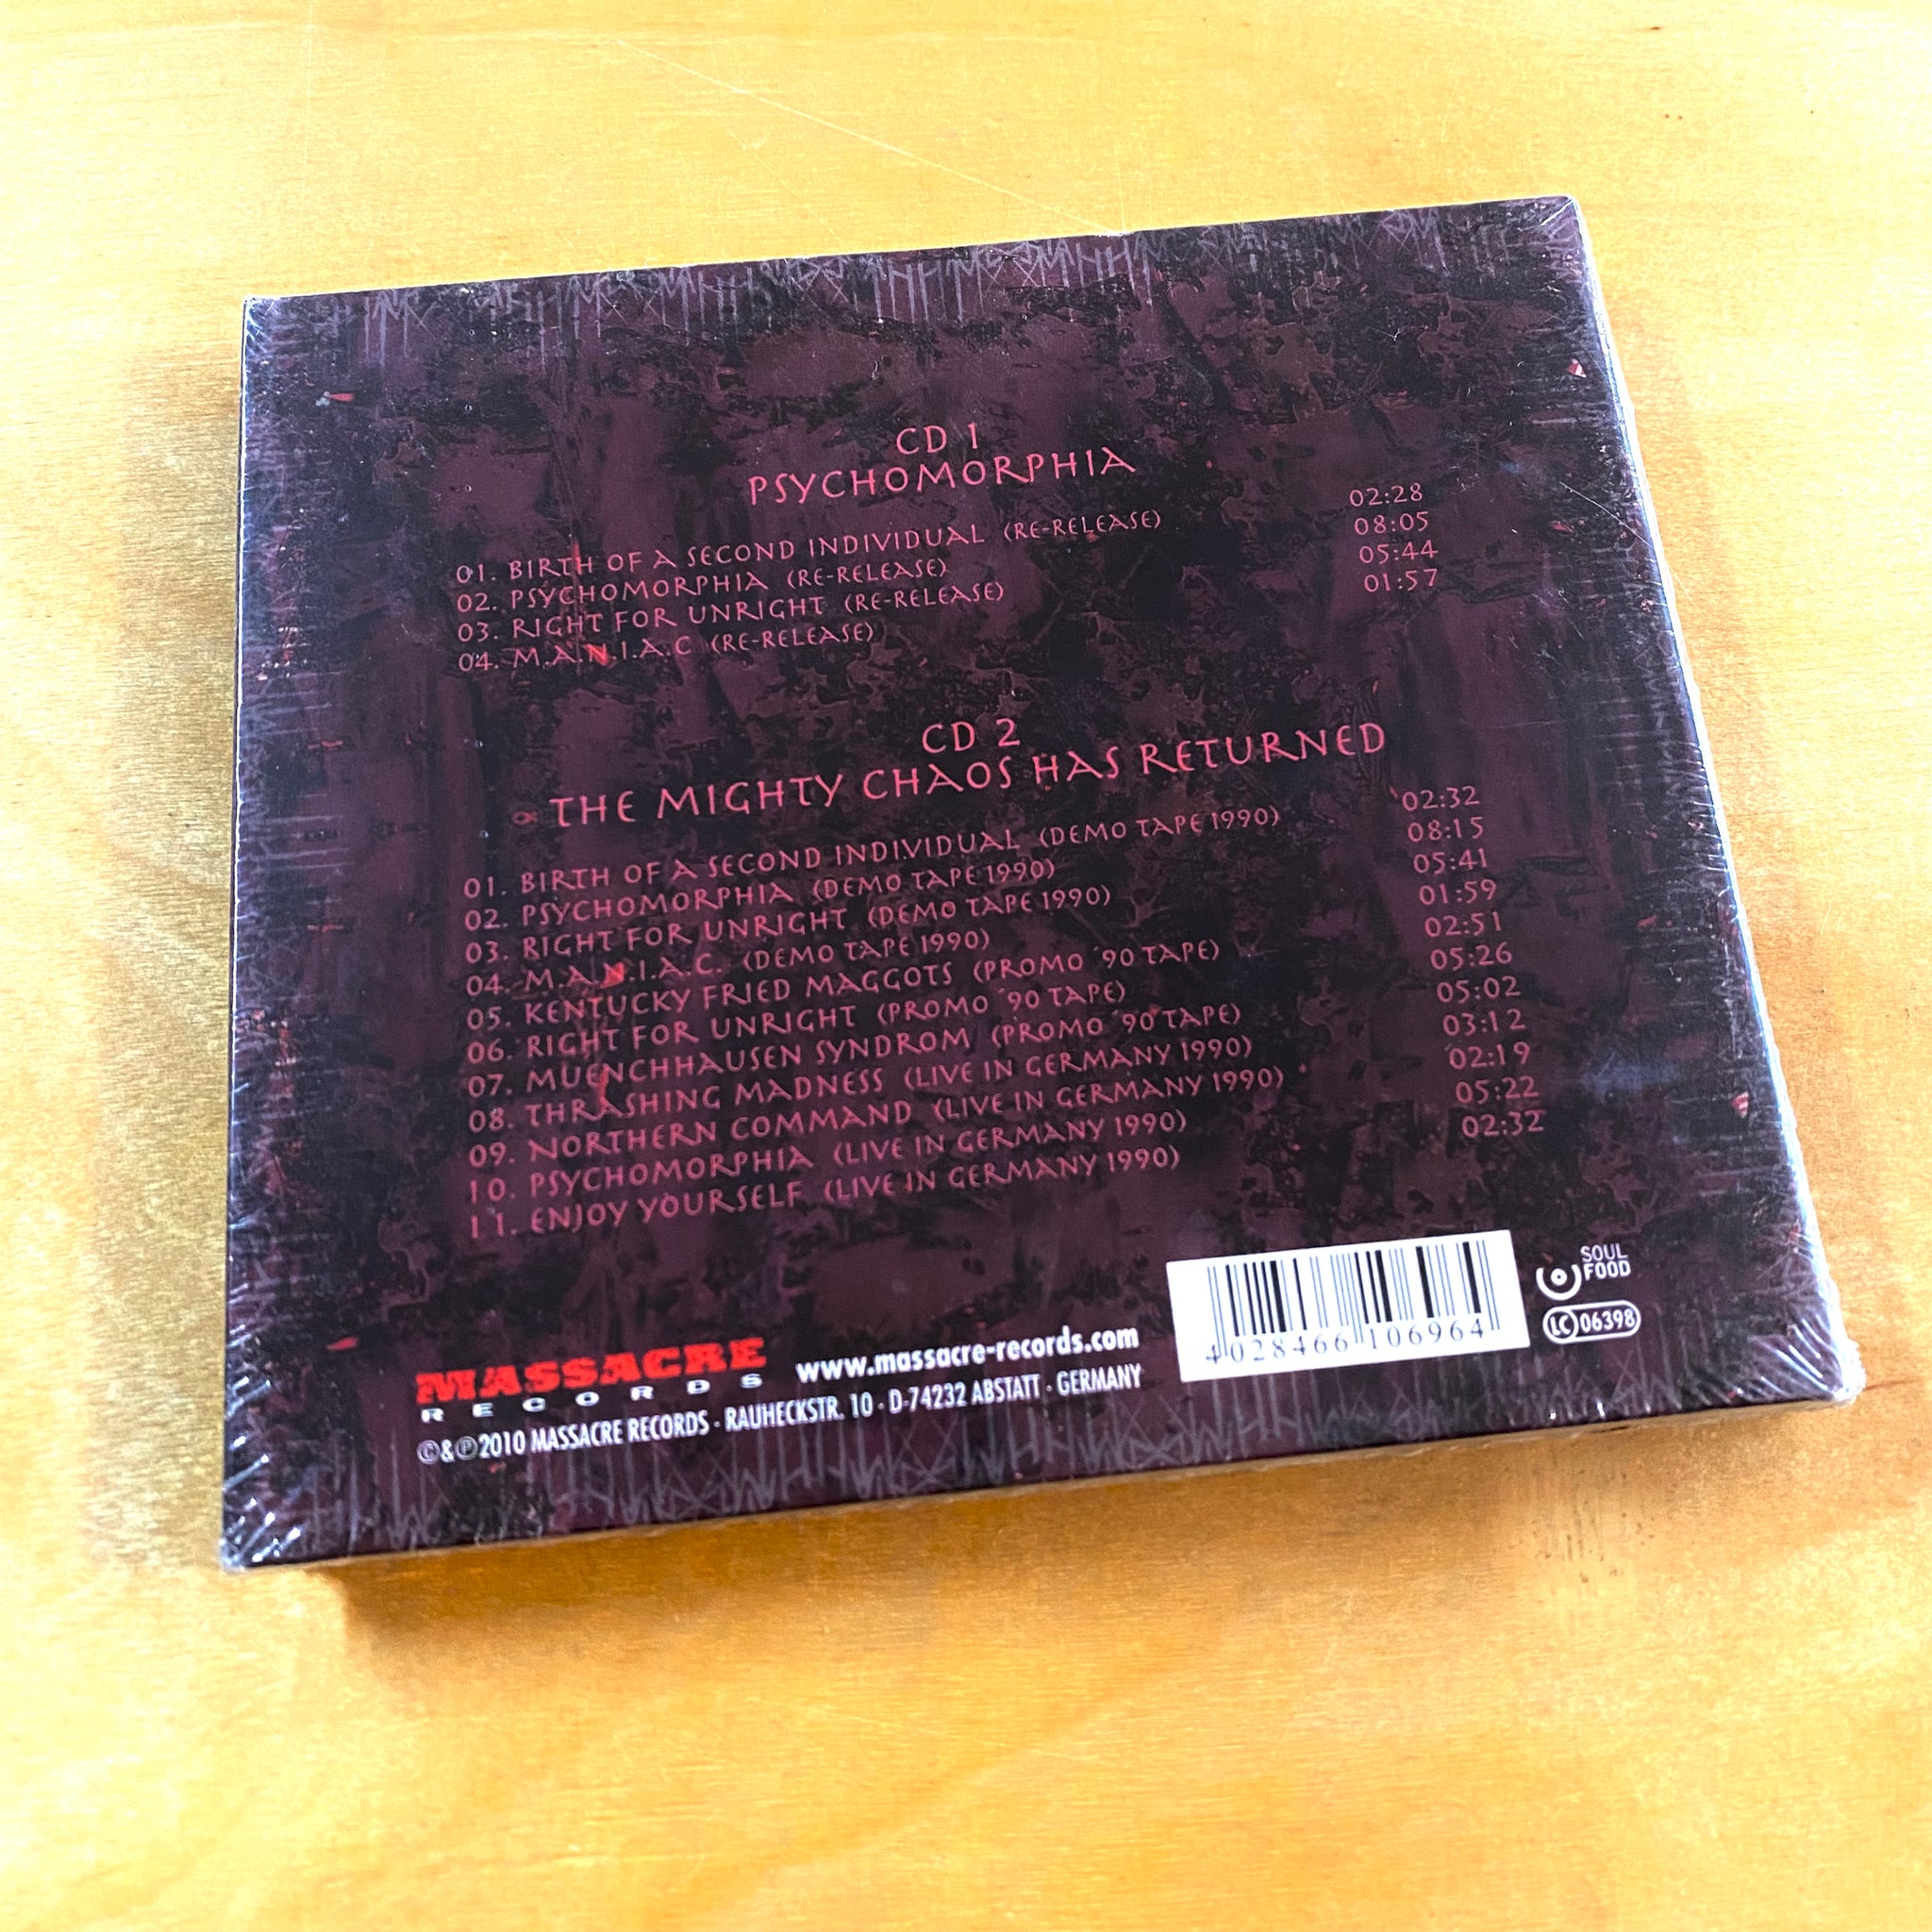 CD 1
PSYCHOMORPHIA
01. BIRTH OF A SECOND INDIVIDUAL (RE-RELEASE) 02:28
02. PSYCHOMORPHIA (RE-RELEASE) 08:05
03. RIGHT FOR UNRIGHT (RE-RELEASE) 05:44
04. M.A.N.I.A.C (RE-RELEASE) 01:57
CD 2
THE MIGHTY CHAOS HAS RETURNED
01. BIRTH OF A SECOND INDIVIDUAL (DEMO TAPE 1990) 02:32
02. PSYCHOMORPHIA (DEMO TAPE 1990) 08:15
03. RIGHT FOR UNRIGHT (DEMO TAPE 1990) 05:41
04. M.A.N.I.A.C. (DEMO TAPE 1990) 01:59
05. KENTUCKY FRIED MAGGOTS (PROMO ´90 TAPE) 02:51
06. RIGHT FOR UNRIGHT (PROMO ´90 TAPE) 05:26
07. MUENCHHAUSEN SYNDROM (PROMO ´90 TAPE) 05:02
08. THRASHING MADNESS (LIVE IN GERMANY 1990) 03:12
09. NORTHERN COMMAND (LIVE IN GERMANY 1990) 02:19
10. PSYCHOMORPHIA (LIVE IN GERMANY 1990) 05:22
11. ENJOY YOURSELF (LIVE IN GERMANY 1990) 02:32
MASSACRE
RECORDS
www.massacre-records.com
©&℗2010 MASSACRE RECORDS · RAUHECKSTR. 10 · D-74232 ABSTATT · GERMANY
4 028466 106964
SOUL
FOOD
LC 06398